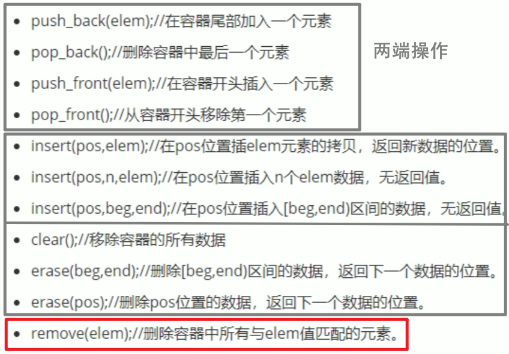 push_back(elem);//在容器尾部加入一个元素
pop_back();//删除容器中最后一个元素
两端操作
push_front(elem);//在容器开头插入一个元素
pop_front();//从容器开头移除第一个元素
insert(pos,elem);//在pos位置插elem元素的拷贝，返回新数据的位置。
insert(pos,n,elem);//在pos位置插入n个elem数据，无返回值。
insert(pos,beg,end);//在pos位置插入[beg,end)区间的数据，无返回值。
clear();//移除容器的所有数据
erase(beg,end);//删除[beg,end)区间的数据，返回下一个数据的位置。
erase(pos);//删除pos位置的数据，返回下一个数据的位置。
remove(elem);//删除容器中所有与elem值匹配的元素。